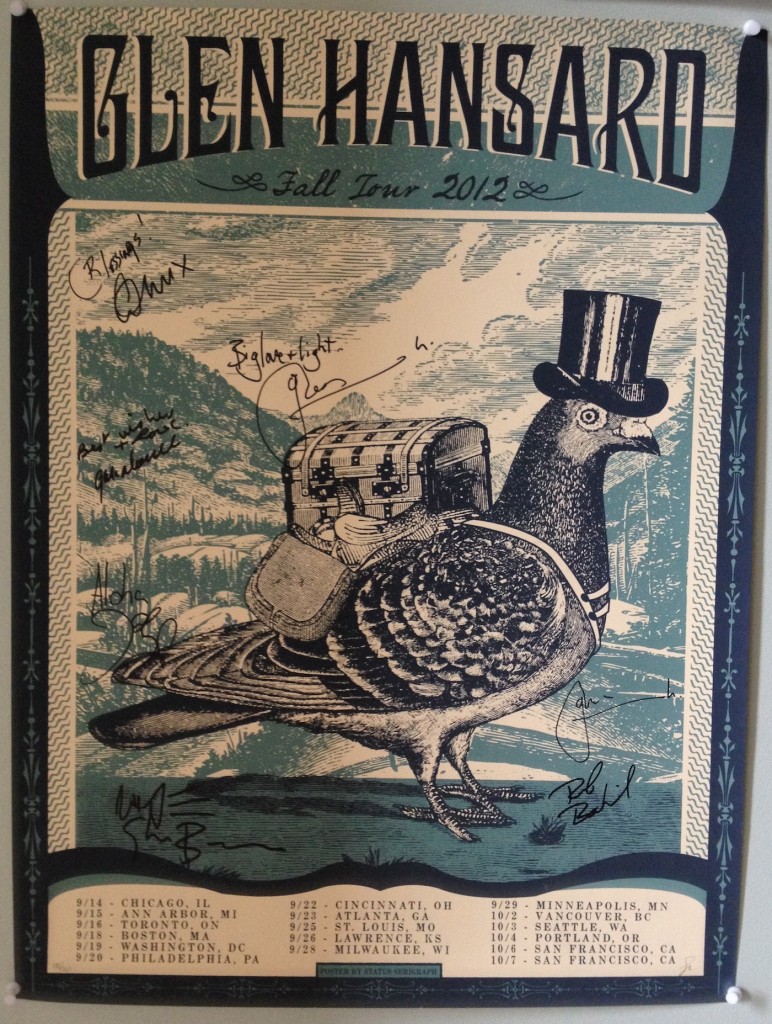 GLEN HANSARD
Fall Tour 2012
Blessings!
Big love + light.
Best wishes
+ love.
Aloha
Rob
9/14 - CHICAGO, IL
9/15 - ANN ARBOR, MI
9/16 - TORONTO, ON
9/18 - BOSTON, MA
9/19 - WASHINGTON, DC
9/20 - PHILADELPHIA, PA
9/22 - CINCINNATI, OH
9/23 - ATLANTA, GA
9/25 - ST. LOUIS, MO
9/26 - LAWRENCE, KS
9/28 - MILWAUKEE, WI
9/29 - MINNEAPOLIS, MN
10/2 - VANCOUVER, BC
10/3 - SEATTLE, WA
10/4 - PORTLAND, OR
10/6 - SAN FRANCISCO, CA
10/7 - SAN FRANCISCO, CA
POSTER BY STATUS SERIGRAPH